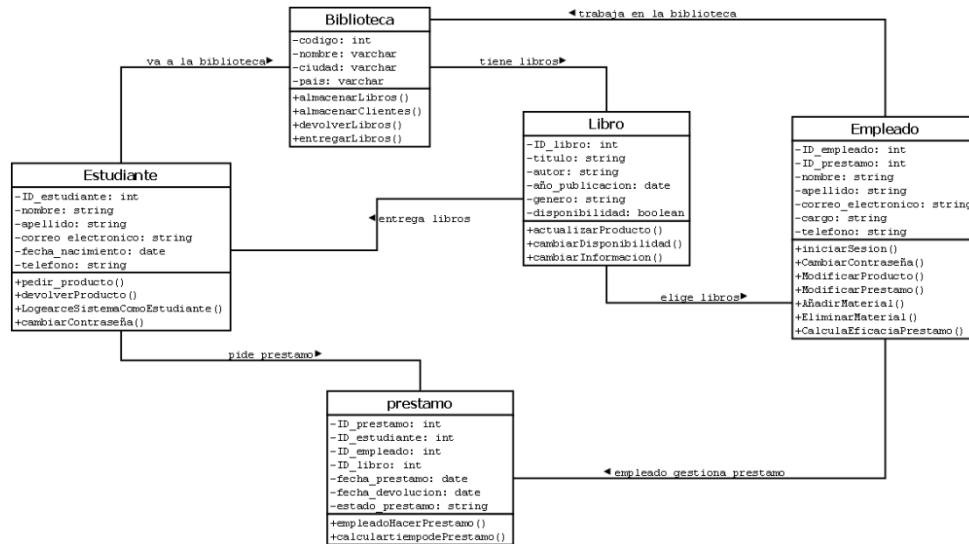 Biblioteca
-codigo: int
-nombre: varchar
-ciudad: varchar
-pais: varchar
+almacenarLibros()
+almacenarClientes()
+devolverLibros()
+entregarLibros()
trabaja en la biblioteca
va a la biblioteca
tiene libros
Libro
-ID_libro: int
-titulo: string
-autor: string
-año_publicacion: date
-genero: string
-disponibilidad: boolean
+actualizarProducto()
+cambiarDisponibilidad()
+cambiarInformacion()
Empleado
-ID_empleado: int
-ID_prestamo: int
-nombre: string
-apellido: string
-correo_electronico: string
-cargo: string
-telefono: string
+iniciarSesion()
+CambiarContraseña()
+ModificarProducto()
+ModificarPrestamo()
+AñadirMaterial()
+EliminarMaterial()
+CalculaEficaciaPrestamo()
Estudiante
-ID_estudiante: int
-nombre: string
-apellido: string
-correo electronico: string
-fecha_nacimiento: date
-telefono: string
+pedir_producto()
+devolverProducto()
+LogearceSistemaComoEstudiante()
+cambiarContraseña()
entrega libros
elige libros
pide prestamo
prestamo
-ID_prestamo: int
-ID_estudiante: int
-ID_empleado: int
-ID_libro: int
-fecha_prestamo: date
-fecha_devolucion: date
-estado_prestamo: string
+empleadoHacerPrestamo()
+calculartiempodePrestamo()
empleado gestiona prestamo